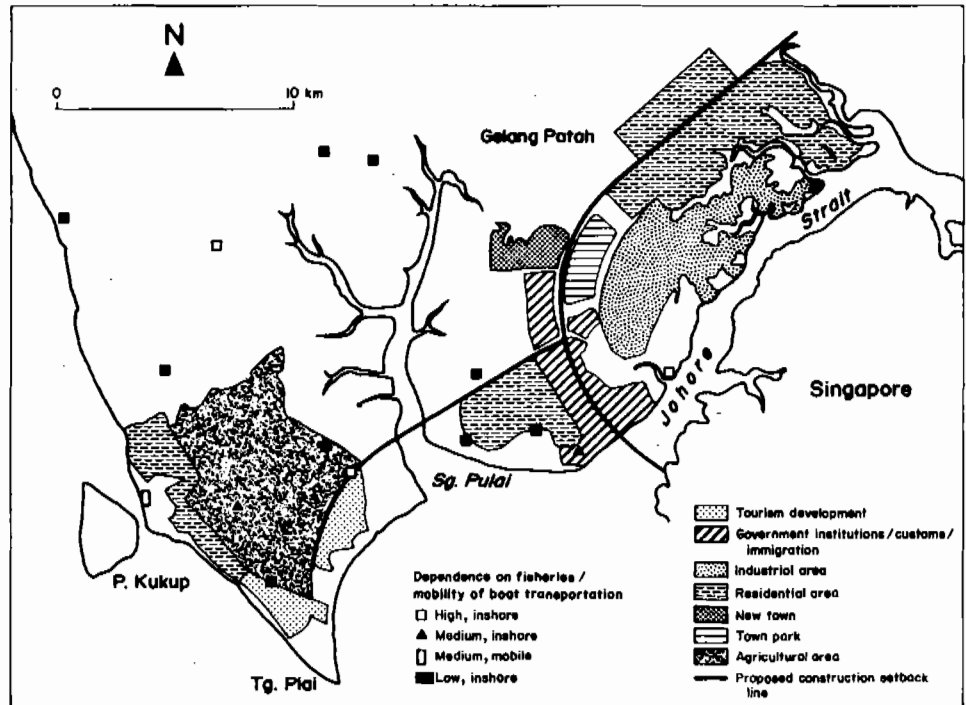 N
0 10 km
Gelang Patah
Strait
Johore
Singapore
Sg. Pulai
P. Kukup
Tg. Piai
Dependence on fisheries /
mobility of boat transportation
High, inshore
Medium, inshore
Medium, mobile
Low, inshore
Tourism development
Government institutions/customs/
immigration
Industrial area
Residential area
New town
Town park
Agricultural area
Proposed construction setback
line